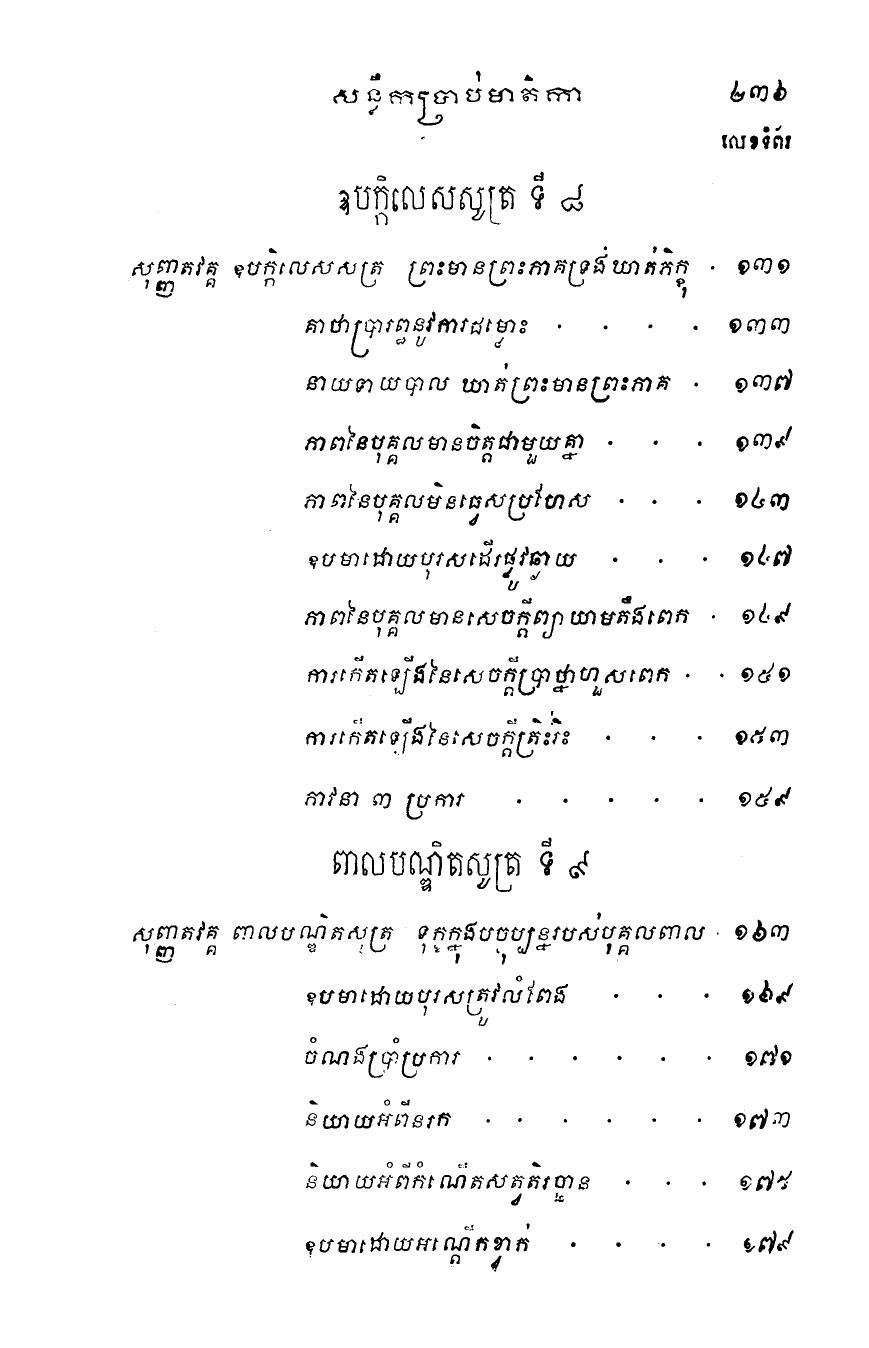 សន្លឹកប្រាប់មាតិកា ៤៣៦
លេខទំព័រ
ឧបក្កិលេសសូត្រ ទី ៨
សុញ្ញតវគ្គ ឧបក្កិលេសសូត្រ ព្រះមានព្រះភាគទ្រង់ឃាត់ភិក្ខុ · ១៣១
គាថាប្រារព្ធនូវការជម្លោះ · · · · ១៣៣
នាយទាយបាល ឃាត់ព្រះមានព្រះភាគ · ១៣៧
ភាពនៃបុគ្គលមានចិត្តជាមួយគ្នា · · · ១៣៩
ភាពនៃបុគ្គលមិនធ្វេសប្រហែស · · · ១៤៣
ឧបមាដោយបុរសដើរផ្លូវឆ្ងាយ · · · ១៤៧
ភាពនៃបុគ្គលមានសេចក្តីព្យាយាមតឹងពេក · ១៤៩
ការកើតឡើងនៃសេចក្តីប្រាថ្នាហួសពេក · · ១៥១
ការកើតឡើងនៃសេចក្តីត្រិះរិះ · · · ១៥៣
ភាវនា ៣ ប្រការ · · · · · ១៥៩
ពាលបណ្ឌិតសូត្រ ទី ៩
សុញ្ញតវគ្គ ពាលបណ្ឌិតសូត្រ ទុក្ខក្នុងបច្ចុប្បន្នរបស់បុគ្គលពាល · ១៦៣
ឧបមាដោយបុរសត្រូវលំពែង · · · ១៦៩
ចំណងប្រាំប្រការ · · · · · · ១៧១
និយាយអំពីនរក · · · · · · ១៧៣
និយាយអំពីកំណើតសត្វតិរច្ឆាន · · · ១៧៥
ឧបមាដោយអណ្តើកខ្វាក់ · · · · ១៧៩